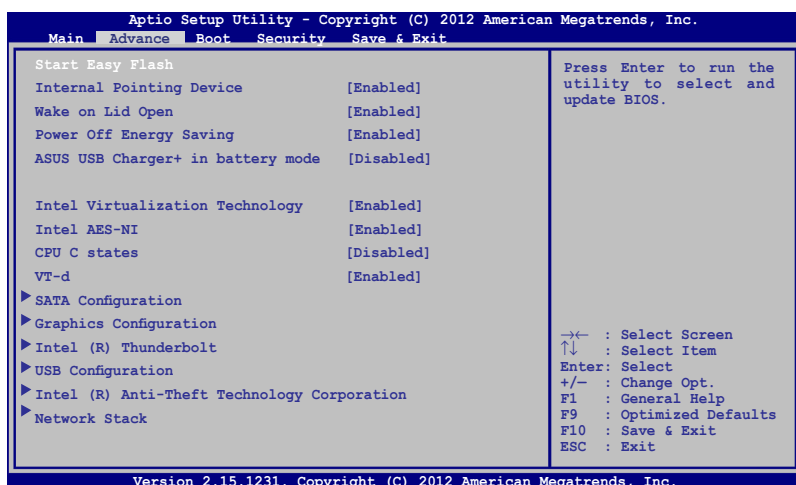 Aptio Setup Utility - Copyright (C) 2012 American Megatrends, Inc.
Main Advance Boot Security Save & Exit
Start Easy Flash
Internal Pointing Device [Enabled]
Wake on Lid Open [Enabled]
Power Off Energy Saving [Enabled]
ASUS USB Charger+ in battery mode [Disabled]
Intel Virtualization Technology [Enabled]
Intel AES-NI [Enabled]
CPU C states [Disabled]
VT-d [Enabled]
SATA Configuration
Graphics Configuration
Intel (R) Thunderbolt
USB Configuration
Intel (R) Anti-Theft Technology Corporation
Network Stack
Press Enter to run the
utility to select and
update BIOS.
→← : Select Screen
↑↓ : Select Item
Enter: Select
+/— : Change Opt.
F1 : General Help
F9 : Optimized Defaults
F10 : Save & Exit
ESC : Exit
Version 2.15.1231. Copyright (C) 2012 American Megatrends, Inc.